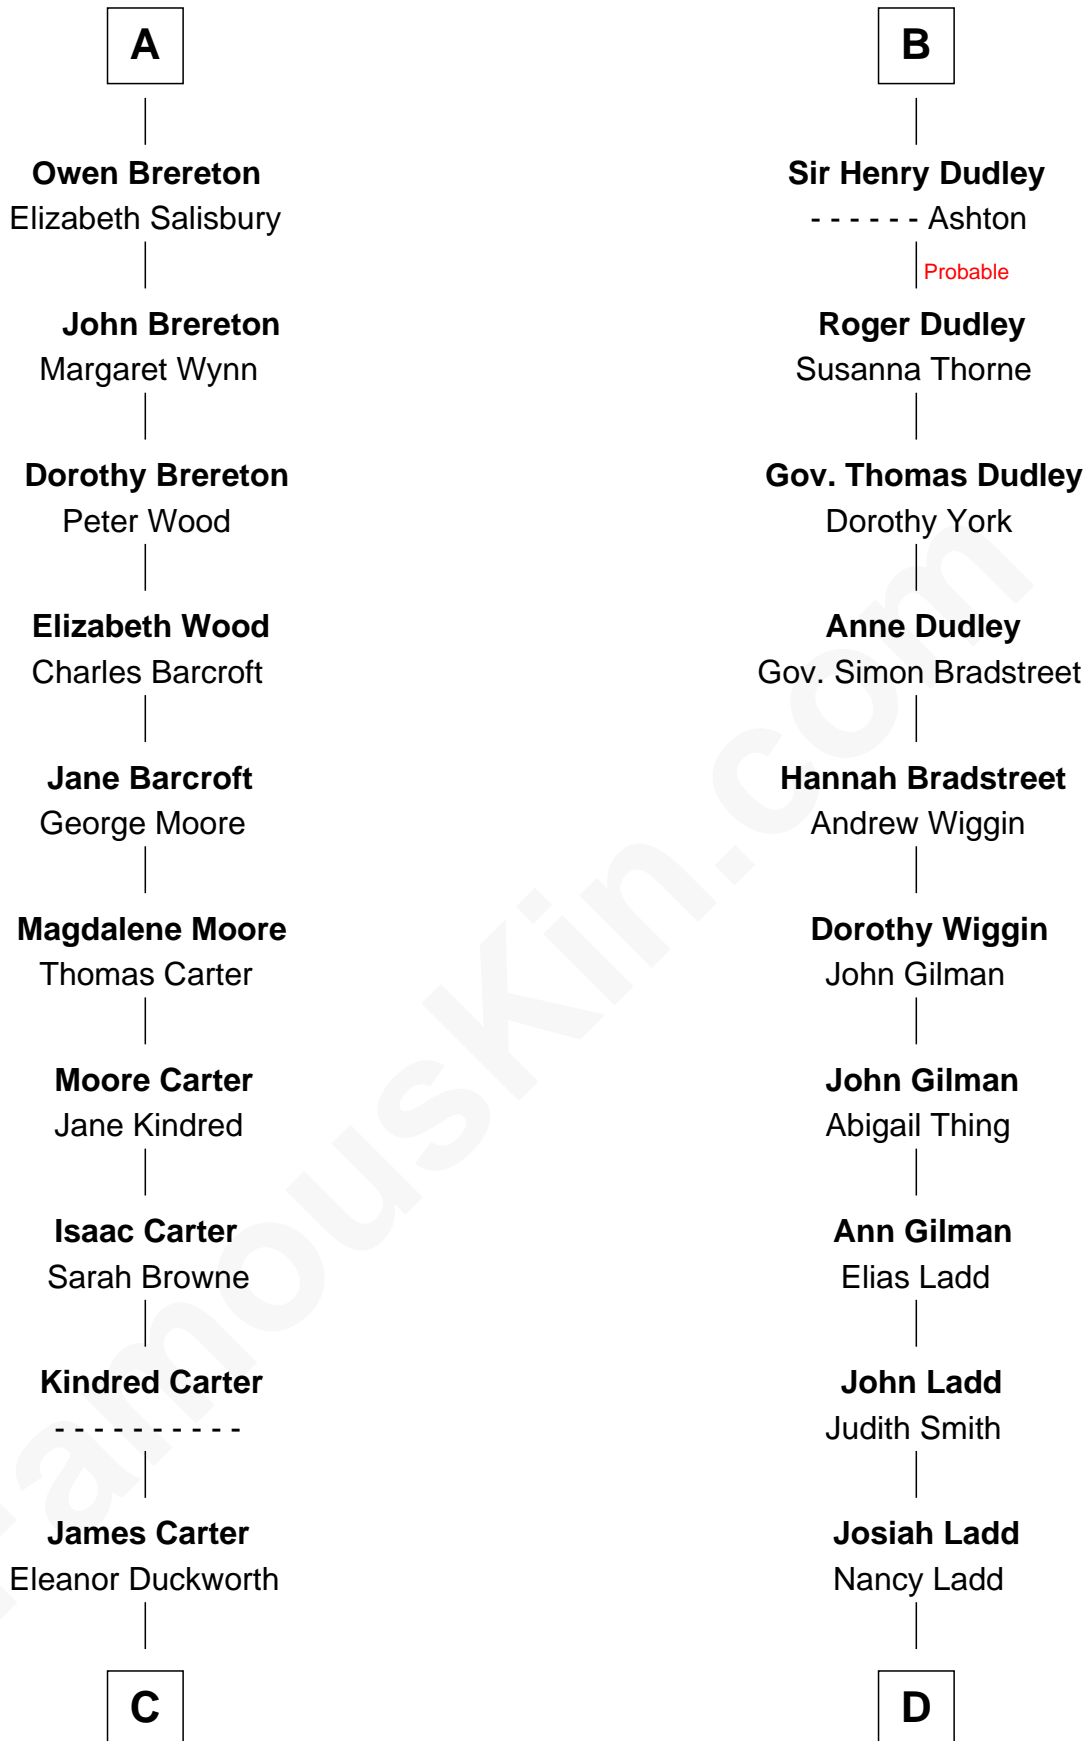 A
Owen Brereton
Elizabeth Salisbury
John Brereton
Margaret Wynn
Dorothy Brereton
Peter Wood
Elizabeth Wood
Charles Barcroft
Jane Barcroft
George Moore
Magdalene Moore
Thomas Carter
Moore Carter
Jane Kindred
Isaac Carter
Sarah Browne
Kindred Carter
- - - - - - - - - -
James Carter
Eleanor Duckworth
C
B
Sir Henry Dudley
- - - - - - Ashton
Probable
Roger Dudley
Susanna Thorne
Gov. Thomas Dudley
Dorothy York
Anne Dudley
Gov. Simon Bradstreet
Hannah Bradstreet
Andrew Wiggin
Dorothy Wiggin
John Gilman
John Gilman
Abigail Thing
Ann Gilman
Elias Ladd
John Ladd
Judith Smith
Josiah Ladd
Nancy Ladd
D
FamousKin.com